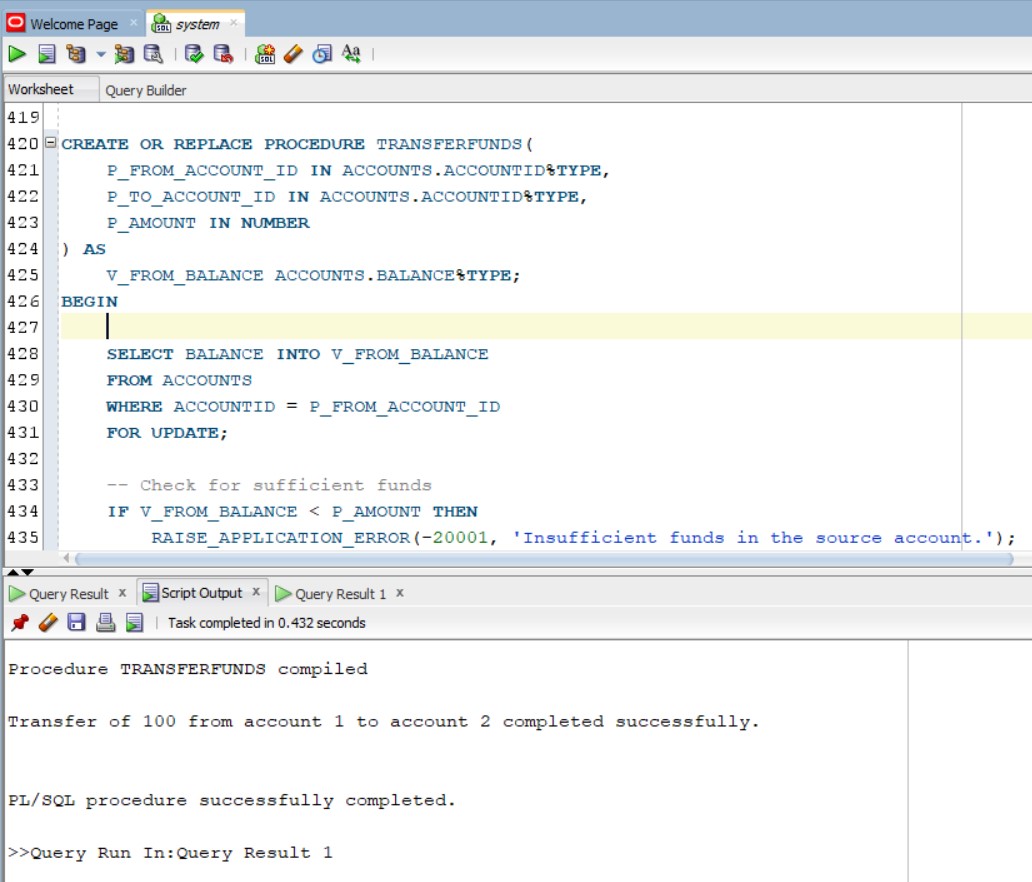 Welcome Page
system
Worksheet
Query Builder
419
420 CREATE OR REPLACE PROCEDURE TRANSFERFUNDS(
421 P_FROM_ACCOUNT_ID IN ACCOUNTS.ACCOUNTID%TYPE,
422 P_TO_ACCOUNT_ID IN ACCOUNTS.ACCOUNTID%TYPE,
423 P_AMOUNT IN NUMBER
424 ) AS
425 V_FROM_BALANCE ACCOUNTS.BALANCE%TYPE;
426 BEGIN
427
428 SELECT BALANCE INTO V_FROM_BALANCE
429 FROM ACCOUNTS
430 WHERE ACCOUNTID = P_FROM_ACCOUNT_ID
431 FOR UPDATE;
432
433 -- Check for sufficient funds
434 IF V_FROM_BALANCE < P_AMOUNT THEN
435 RAISE_APPLICATION_ERROR(-20001, 'Insufficient funds in the source account.');
Query Result x Script Output x Query Result 1 x
Task completed in 0.432 seconds
Procedure TRANSFERFUNDS compiled
Transfer of 100 from account 1 to account 2 completed successfully.
PL/SQL procedure successfully completed.
>>Query Run In:Query Result 1